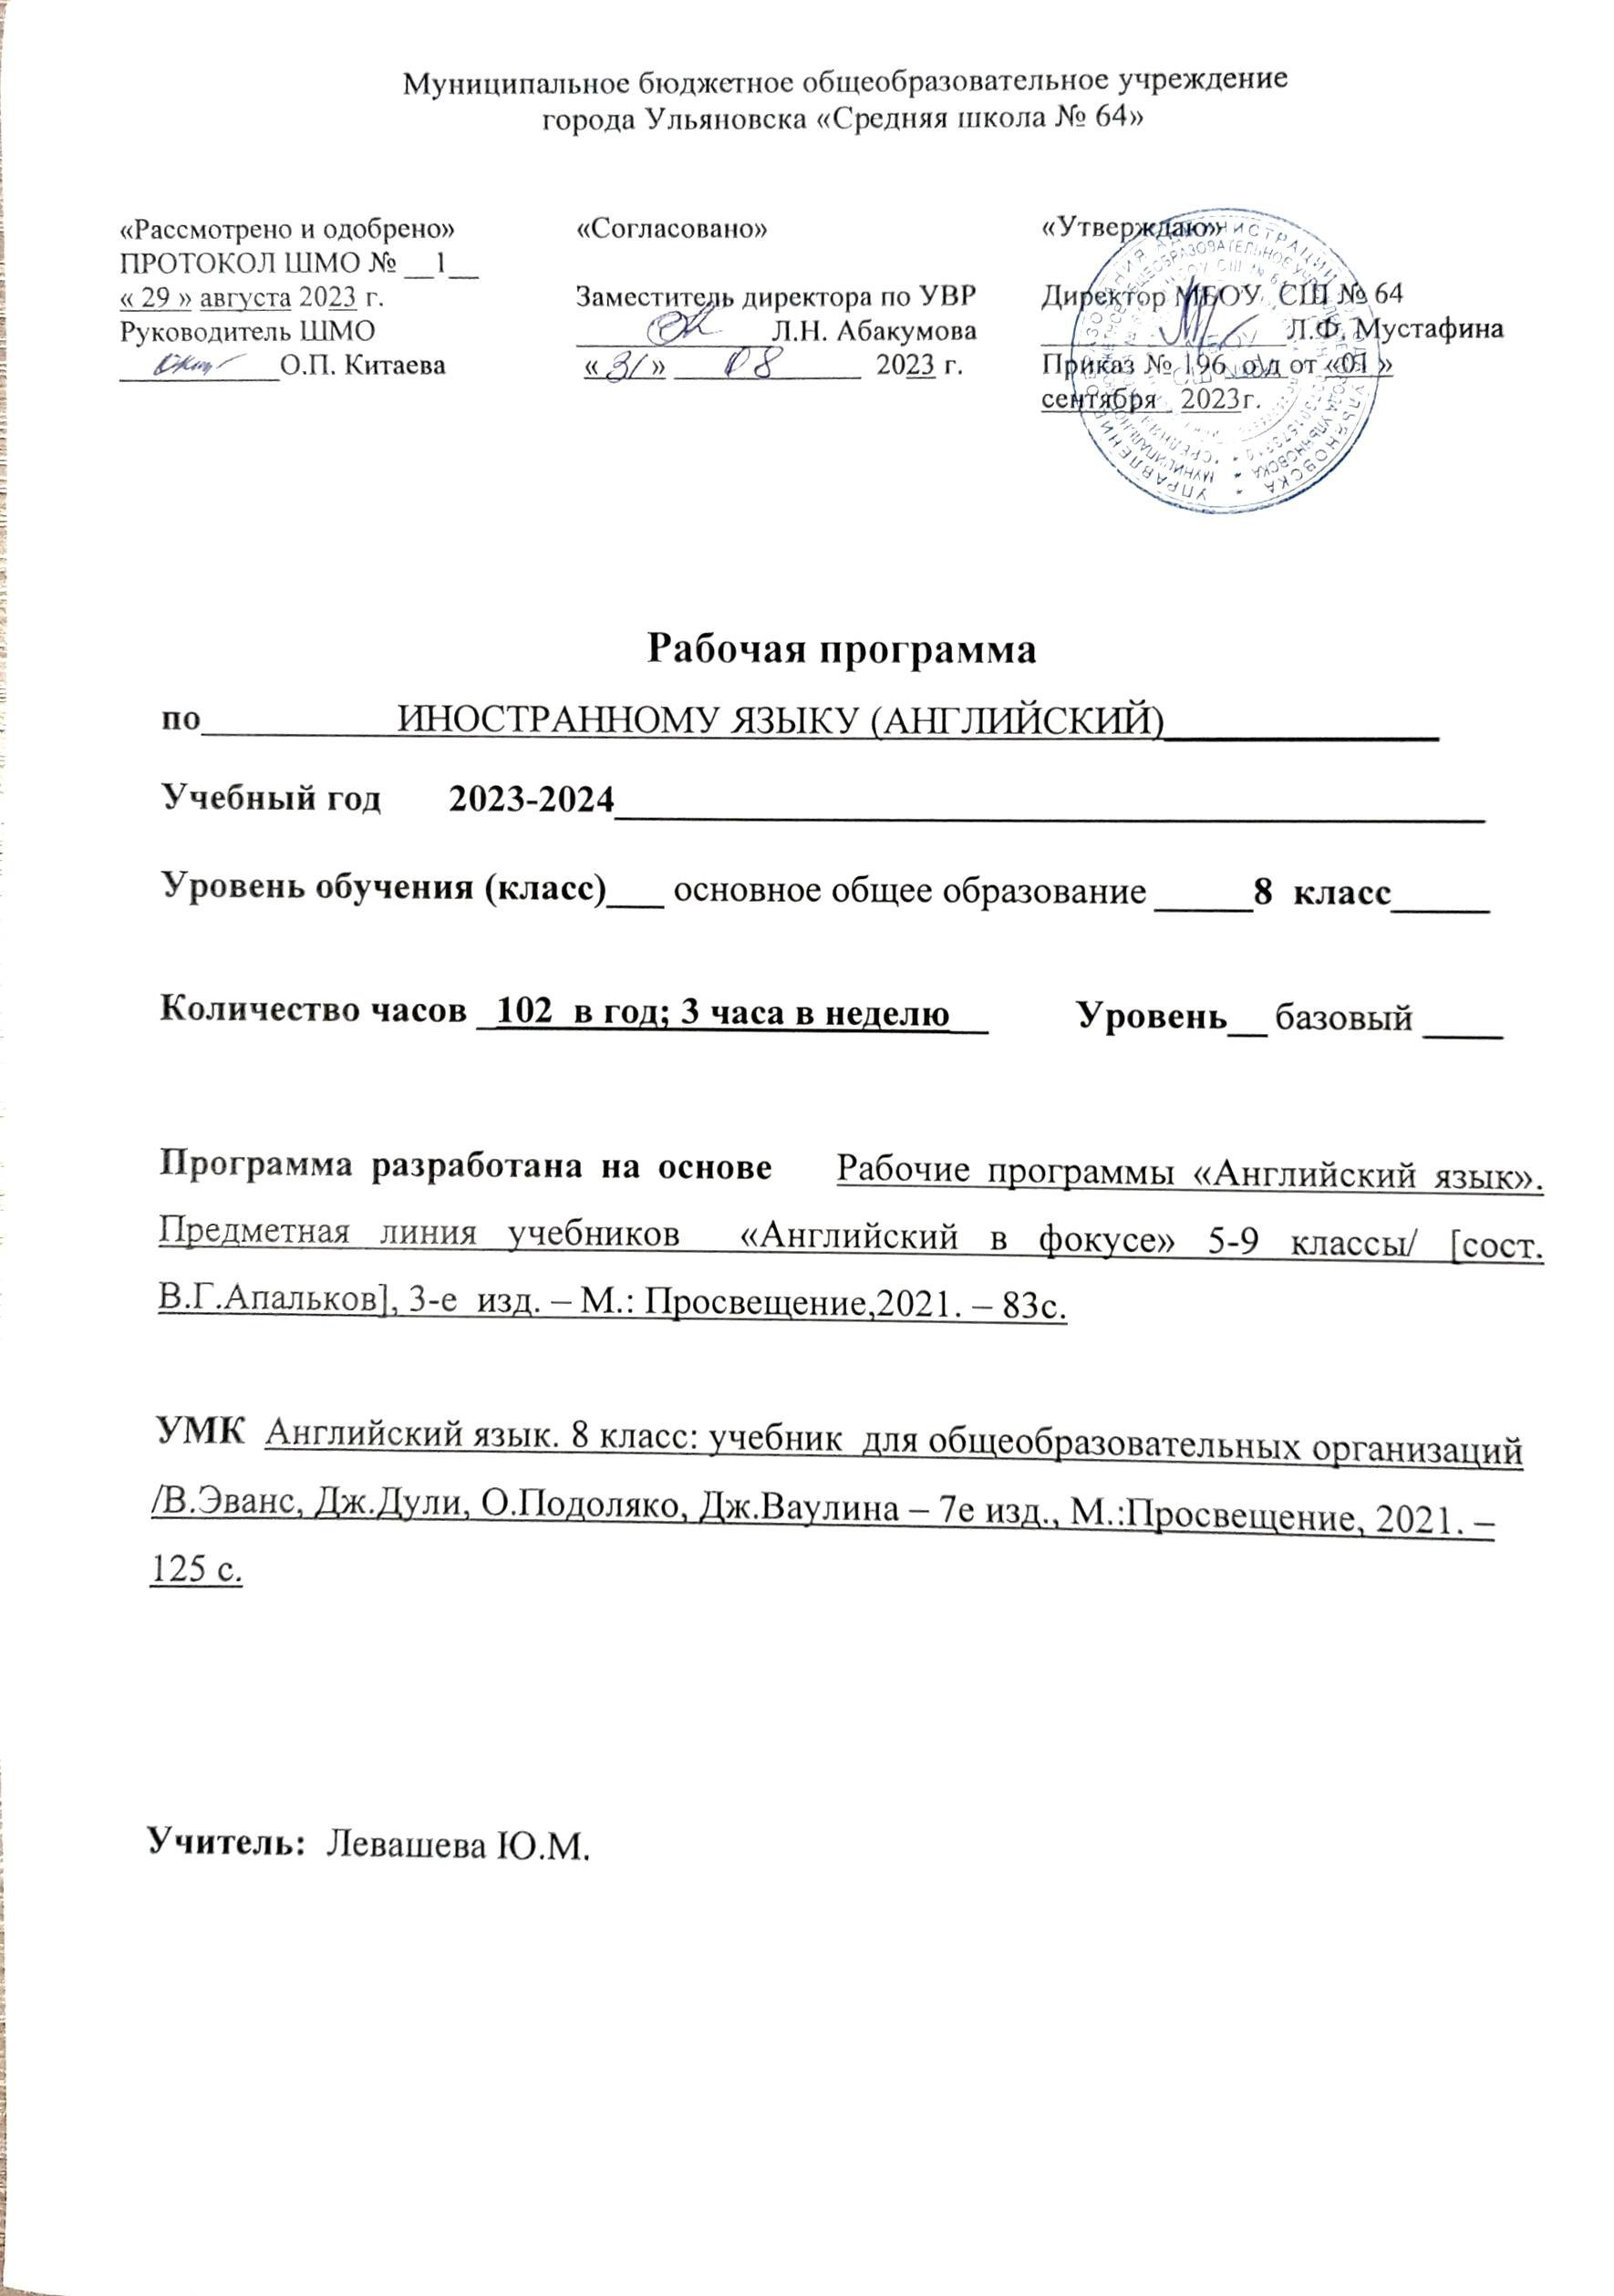 Муниципальное бюджетное общеобразовательное учреждение
города Ульяновска «Средняя школа № 64»
«Рассмотрено и одобрено»
ПРОТОКОЛ ШМО № __1__
« 29 » августа 2023 г.
Руководитель ШМО
____________О.П. Китаева
«Согласовано»
Заместитель директора по УВР
______________Л.Н. Абакумова
« 31 » 08 2023 г.
«Утверждаю»
Директор МБОУ СШ № 64
__________________Л.Ф. Мустафина
Приказ № 196 о\д от «01 »
сентября 2023г.
Рабочая программа
по__________ИНОСТРАННОМУ ЯЗЫКУ (АНГЛИЙСКИЙ)______________
Учебный год 2023-2024____________________________________________
Уровень обучения (класс)___ основное общее образование _____8 класс_____
Количество часов _102 в год; 3 часа в неделю__ Уровень__ базовый ____
Программа разработана на основе Рабочие программы «Английский язык».
Предметная линия учебников «Английский в фокусе» 5-9 классы/ [сост.
В.Г.Апальков], 3-е изд. – М.: Просвещение,2021. – 83с.
УМК Английский язык. 8 класс: учебник для общеобразовательных организаций
/В.Эванс, Дж.Дули, О.Подоляко, Дж.Ваулина – 7е изд., М.:Просвещение, 2021. –
125 с.
Учитель: Левашева Ю.М.